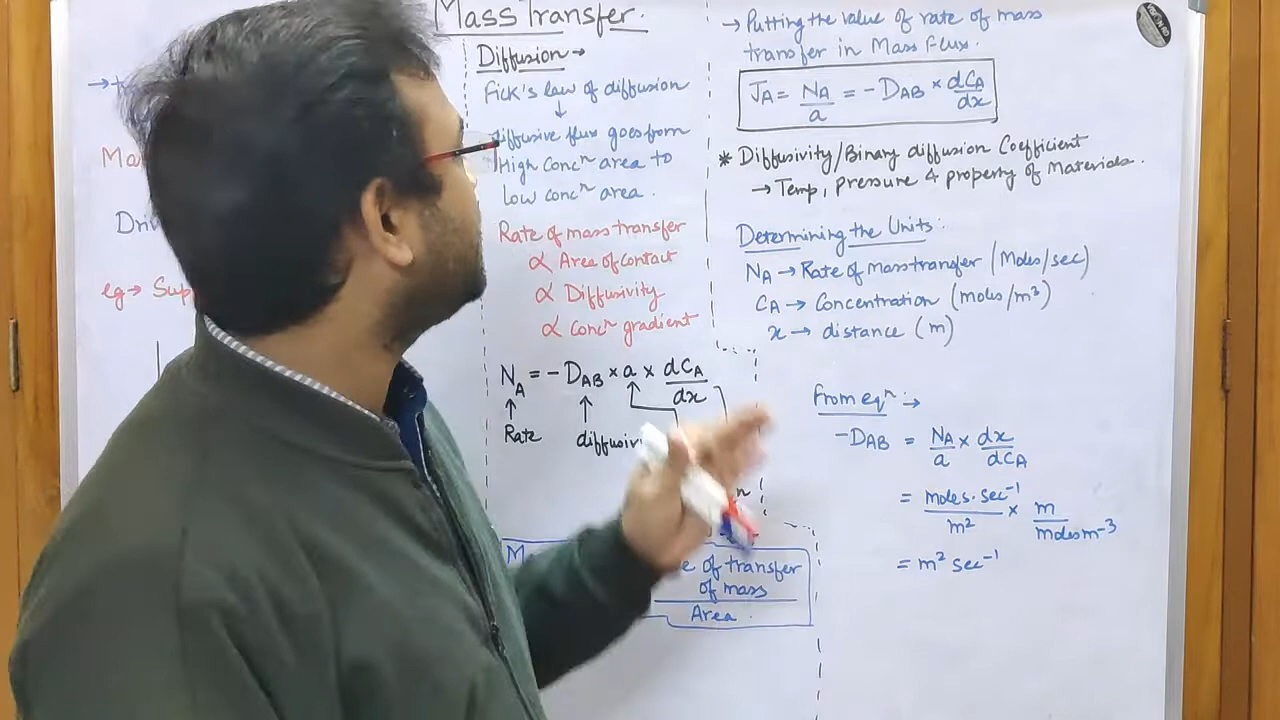 Mass Transfer.
Diffusion →
Fick's law of diffusion
↓
diffusive flux goes from
high concⁿ area to
low concⁿ area.
Rate of mass transfer
∝ Area of contact
∝ Diffusivity
∝ Concⁿ gradient
N_A = - D_AB × a × dC_A/dx
Rate
of transfer
of mass
Area.
→ Putting the value of rate of mass
transfer in Mass Flux.
J_A = N_A/a = - D_AB × dC_A/dx
* Diffusivity/Binary diffusion Coefficient
→ Temp, pressure & property of Materials.
Determining the Units:
N_A → Rate of mass transfer (Moles/sec)
C_A → Concentration (moles/m³)
x → distance (m)
From eqⁿ :→
-D_AB = N_A/a × dx/dC_A
= moles·sec⁻¹/m² × m/moles m⁻³
= m² sec⁻¹
eg →